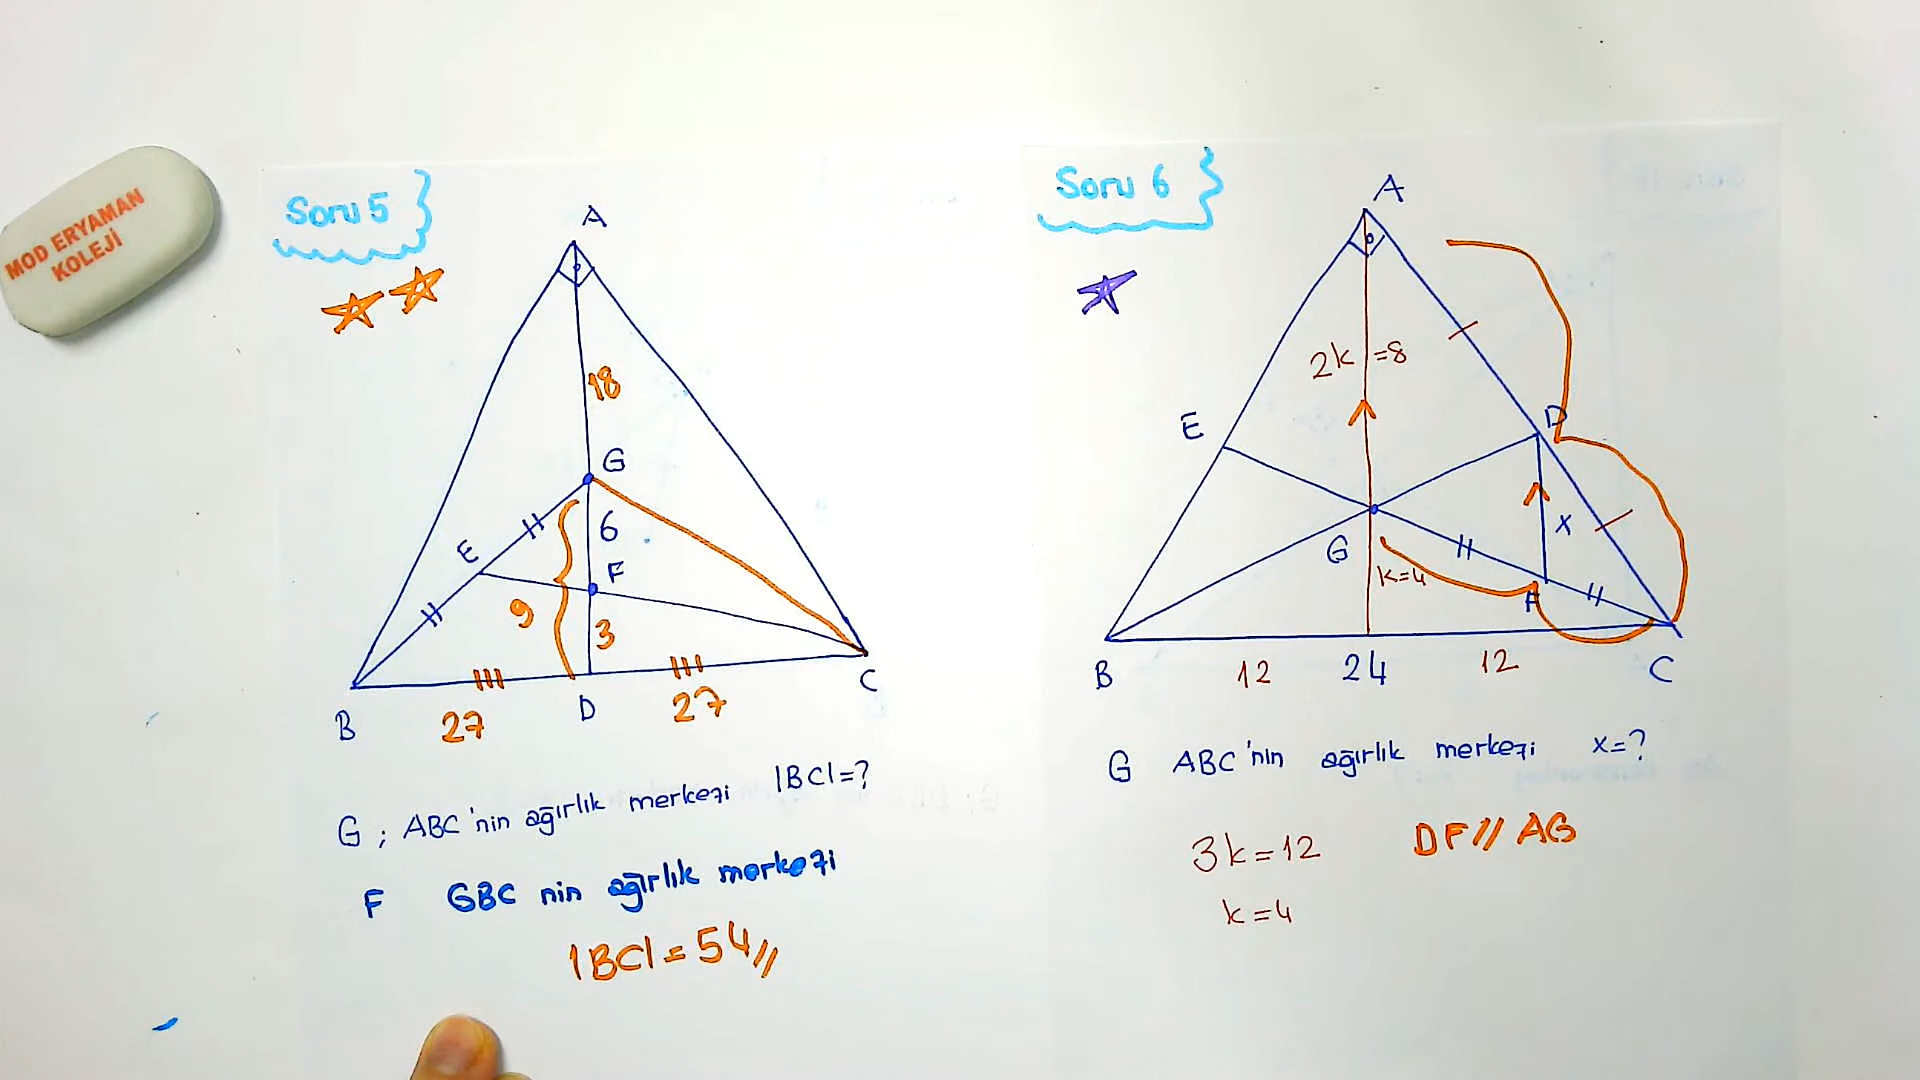 MOD ERYAMAN
KOLEJİ
Soru 5
A
18
G
6
E
F
9
3
B
27
D
27
C
G; ABC'nin ağırlık merkezi |BC|=?
F GBC nin ağırlık merkezi
|BC|=54//
Soru 6
A
2k =8
E
D
x
G
k=4
F
B
12
24
12
C
G ABC'nin ağırlık merkezi x=?
3k=12
DF// AG
k=4